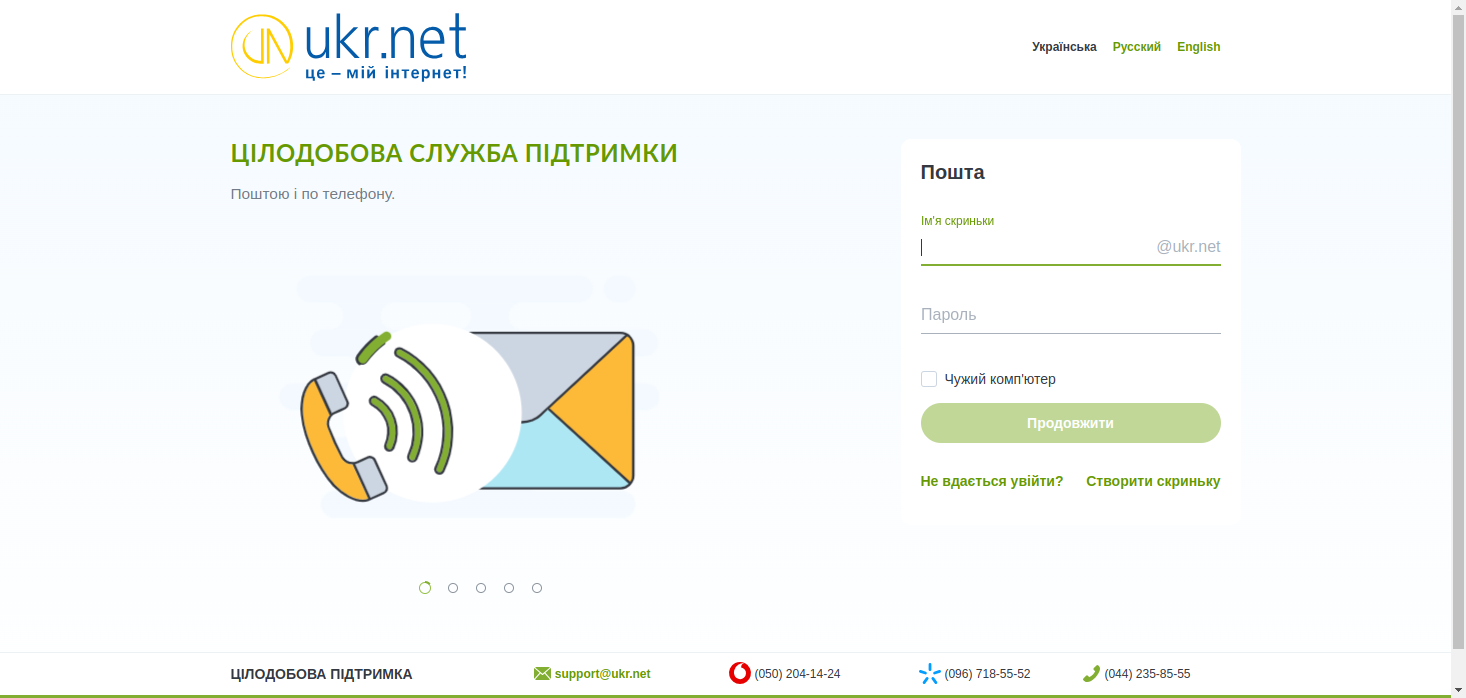 ukr.net
це – мій інтернет!
Українська Русский English
ЦІЛОДОБОВА СЛУЖБА ПІДТРИМКИ
Поштою і по телефону.
Пошта
Ім'я скриньки
@ukr.net
Пароль
Чужий комп'ютер
Продовжити
Не вдається увійти? Створити скриньку
ЦІЛОДОБОВА ПІДТРИМКА support@ukr.net (050) 204-14-24 (096) 718-55-52 (044) 235-85-55